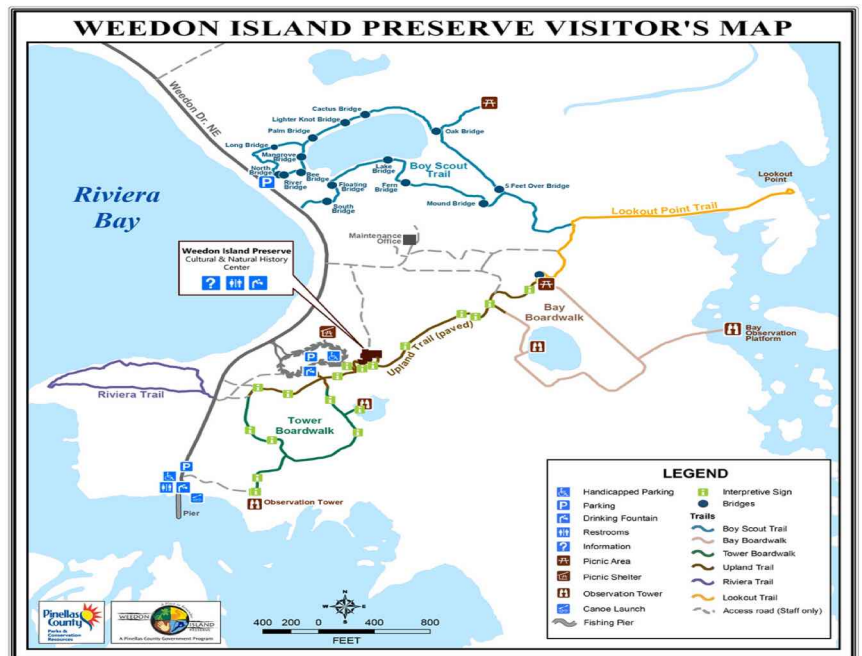 WEEDON ISLAND PRESERVE VISITOR'S MAP
Weedon Dr. NE
Cactus Bridge
Lighter Knot Bridge
Palm Bridge
Oak Bridge
Long Bridge
Mangrove
Bridge
North
Bridge
P
River
Bridge
Bee
Bridge
Floating
Bridge
Lake
Bridge
Fern
Bridge
Boy Scout
Trail
5 Feet Over Bridge
South
Bridge
Mound Bridge
Lookout
Point
Lookout Point Trail
Riviera
Bay
Maintenance
Office
Weedon Island Preserve
Cultural & Natural History
Center
?
Bay
Boardwalk
Bay
Observation
Platform
Upland Trail (paved)
P
Riviera Trail
Tower
Boardwalk
P
Observation Tower
Pier
LEGEND
Handicapped Parking
P Parking
Drinking Fountain
Restrooms
? Information
Picnic Area
Picnic Shelter
Observation Tower
Canoe Launch
Fishing Pier
i Interpretive Sign
Bridges
Trails
Boy Scout Trail
Bay Boardwalk
Tower Boardwalk
Upland Trail
Riviera Trail
Lookout Trail
Access road (Staff only)
Pinellas
County
Parks &
Conservation
Resources
WEEDON ISLAND
PRESERVE
A Pinellas County Government Program
N
W E
S
400 200 0 400 800
FEET